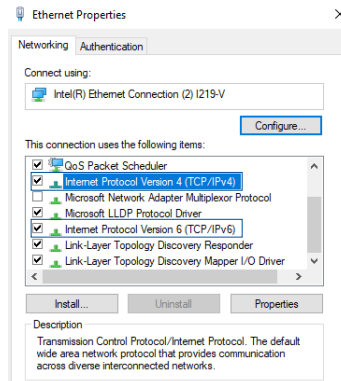 Ethernet Properties
Networking Authentication
Connect using:
Intel(R) Ethernet Connection (2) I219-V
Configure...
This connection uses the following items:
QoS Packet Scheduler
Internet Protocol Version 4 (TCP/IPv4)
Microsoft Network Adapter Multiplexor Protocol
Microsoft LLDP Protocol Driver
Internet Protocol Version 6 (TCP/IPv6)
Link-Layer Topology Discovery Responder
Link-Layer Topology Discovery Mapper I/O Driver
Install... Uninstall Properties
Description
Transmission Control Protocol/Internet Protocol. The default
wide area network protocol that provides communication
across diverse interconnected networks.